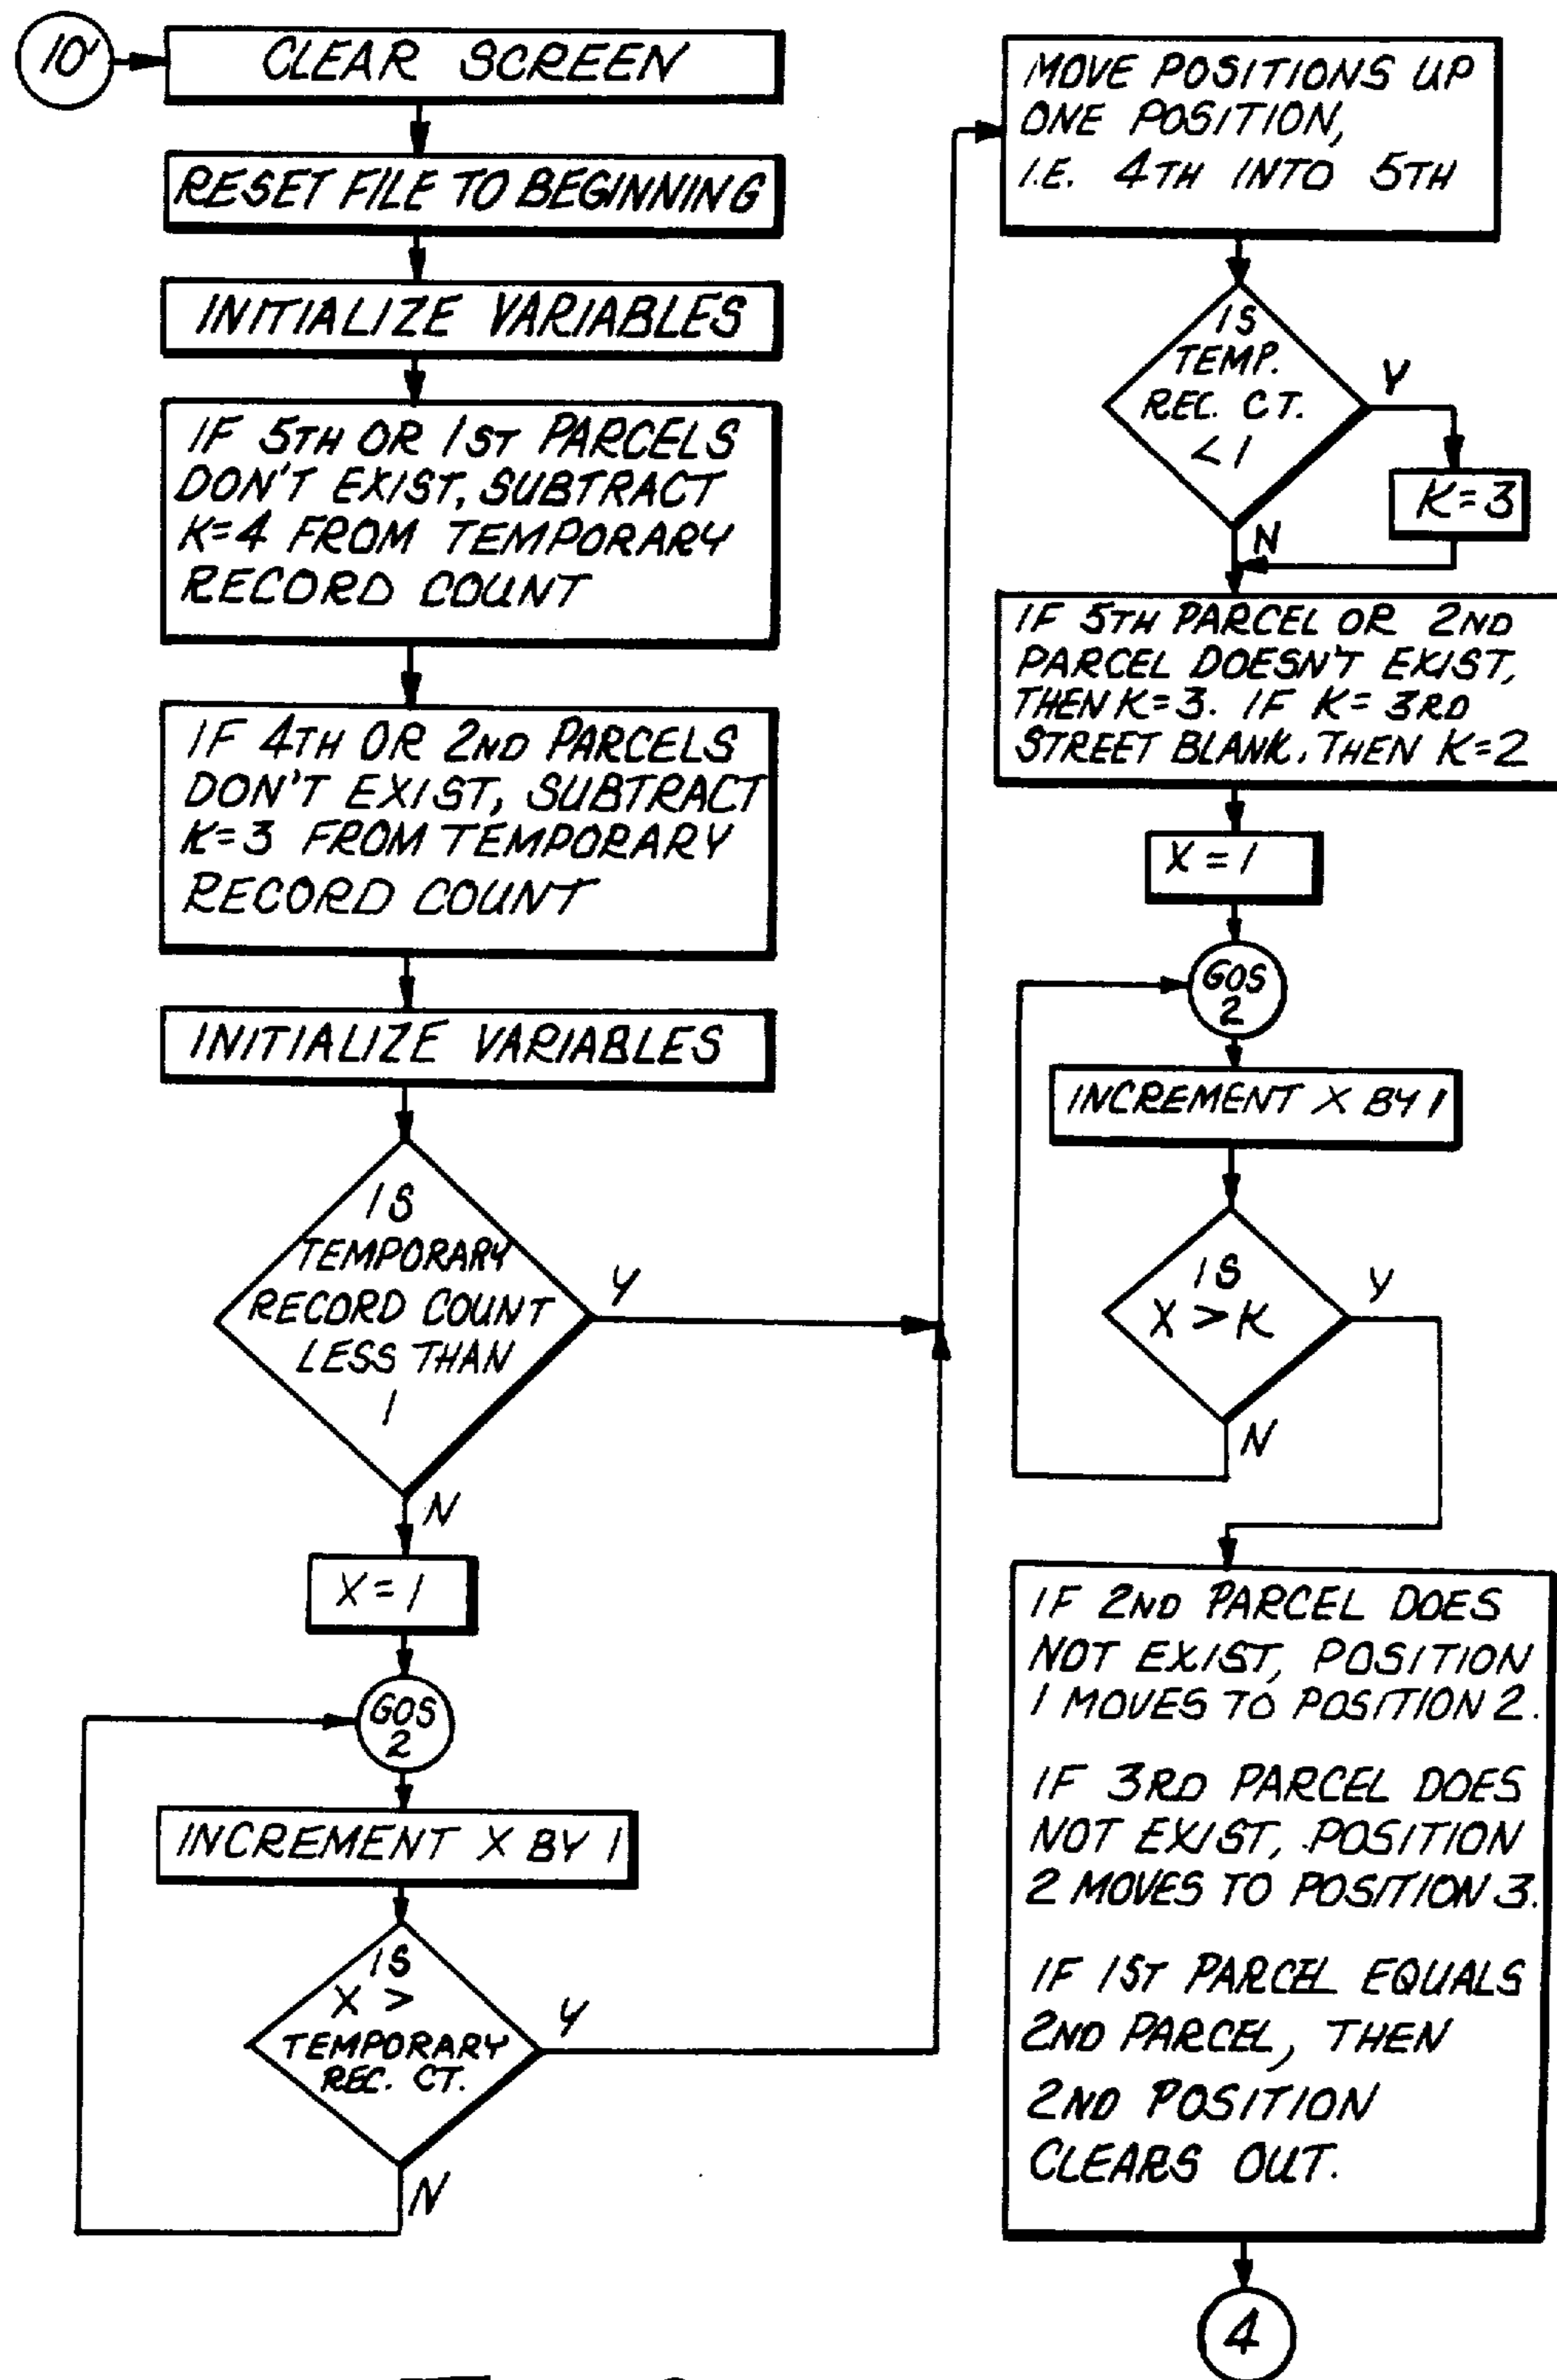 10'
CLEAR SCREEN
RESET FILE TO BEGINNING
INITIALIZE VARIABLES
IF 5TH OR 1ST PARCELS
DON'T EXIST, SUBTRACT
K=4 FROM TEMPORARY
RECORD COUNT
IF 4TH OR 2ND PARCELS
DON'T EXIST, SUBTRACT
K=3 FROM TEMPORARY
RECORD COUNT
INITIALIZE VARIABLES
IS
TEMPORARY
RECORD COUNT
LESS THAN
1
Y
N
X=1
GOS
2
INCREMENT X BY 1
IS
X >
TEMPORARY
REC. CT.
Y
N
MOVE POSITIONS UP
ONE POSITION,
I.E. 4TH INTO 5TH
IS
TEMP.
REC. CT.
<1
Y
K=3
N
IF 5TH PARCEL OR 2ND
PARCEL DOESN'T EXIST,
THEN K=3. IF K=3RD
STREET BLANK, THEN K=2
X=1
GOS
2
INCREMENT X BY 1
IS
X > K
Y
N
IF 2ND PARCEL DOES
NOT EXIST, POSITION
1 MOVES TO POSITION 2.
IF 3RD PARCEL DOES
NOT EXIST, POSITION
2 MOVES TO POSITION 3.
IF 1ST PARCEL EQUALS
2ND PARCEL, THEN
2ND POSITION
CLEARS OUT.
4